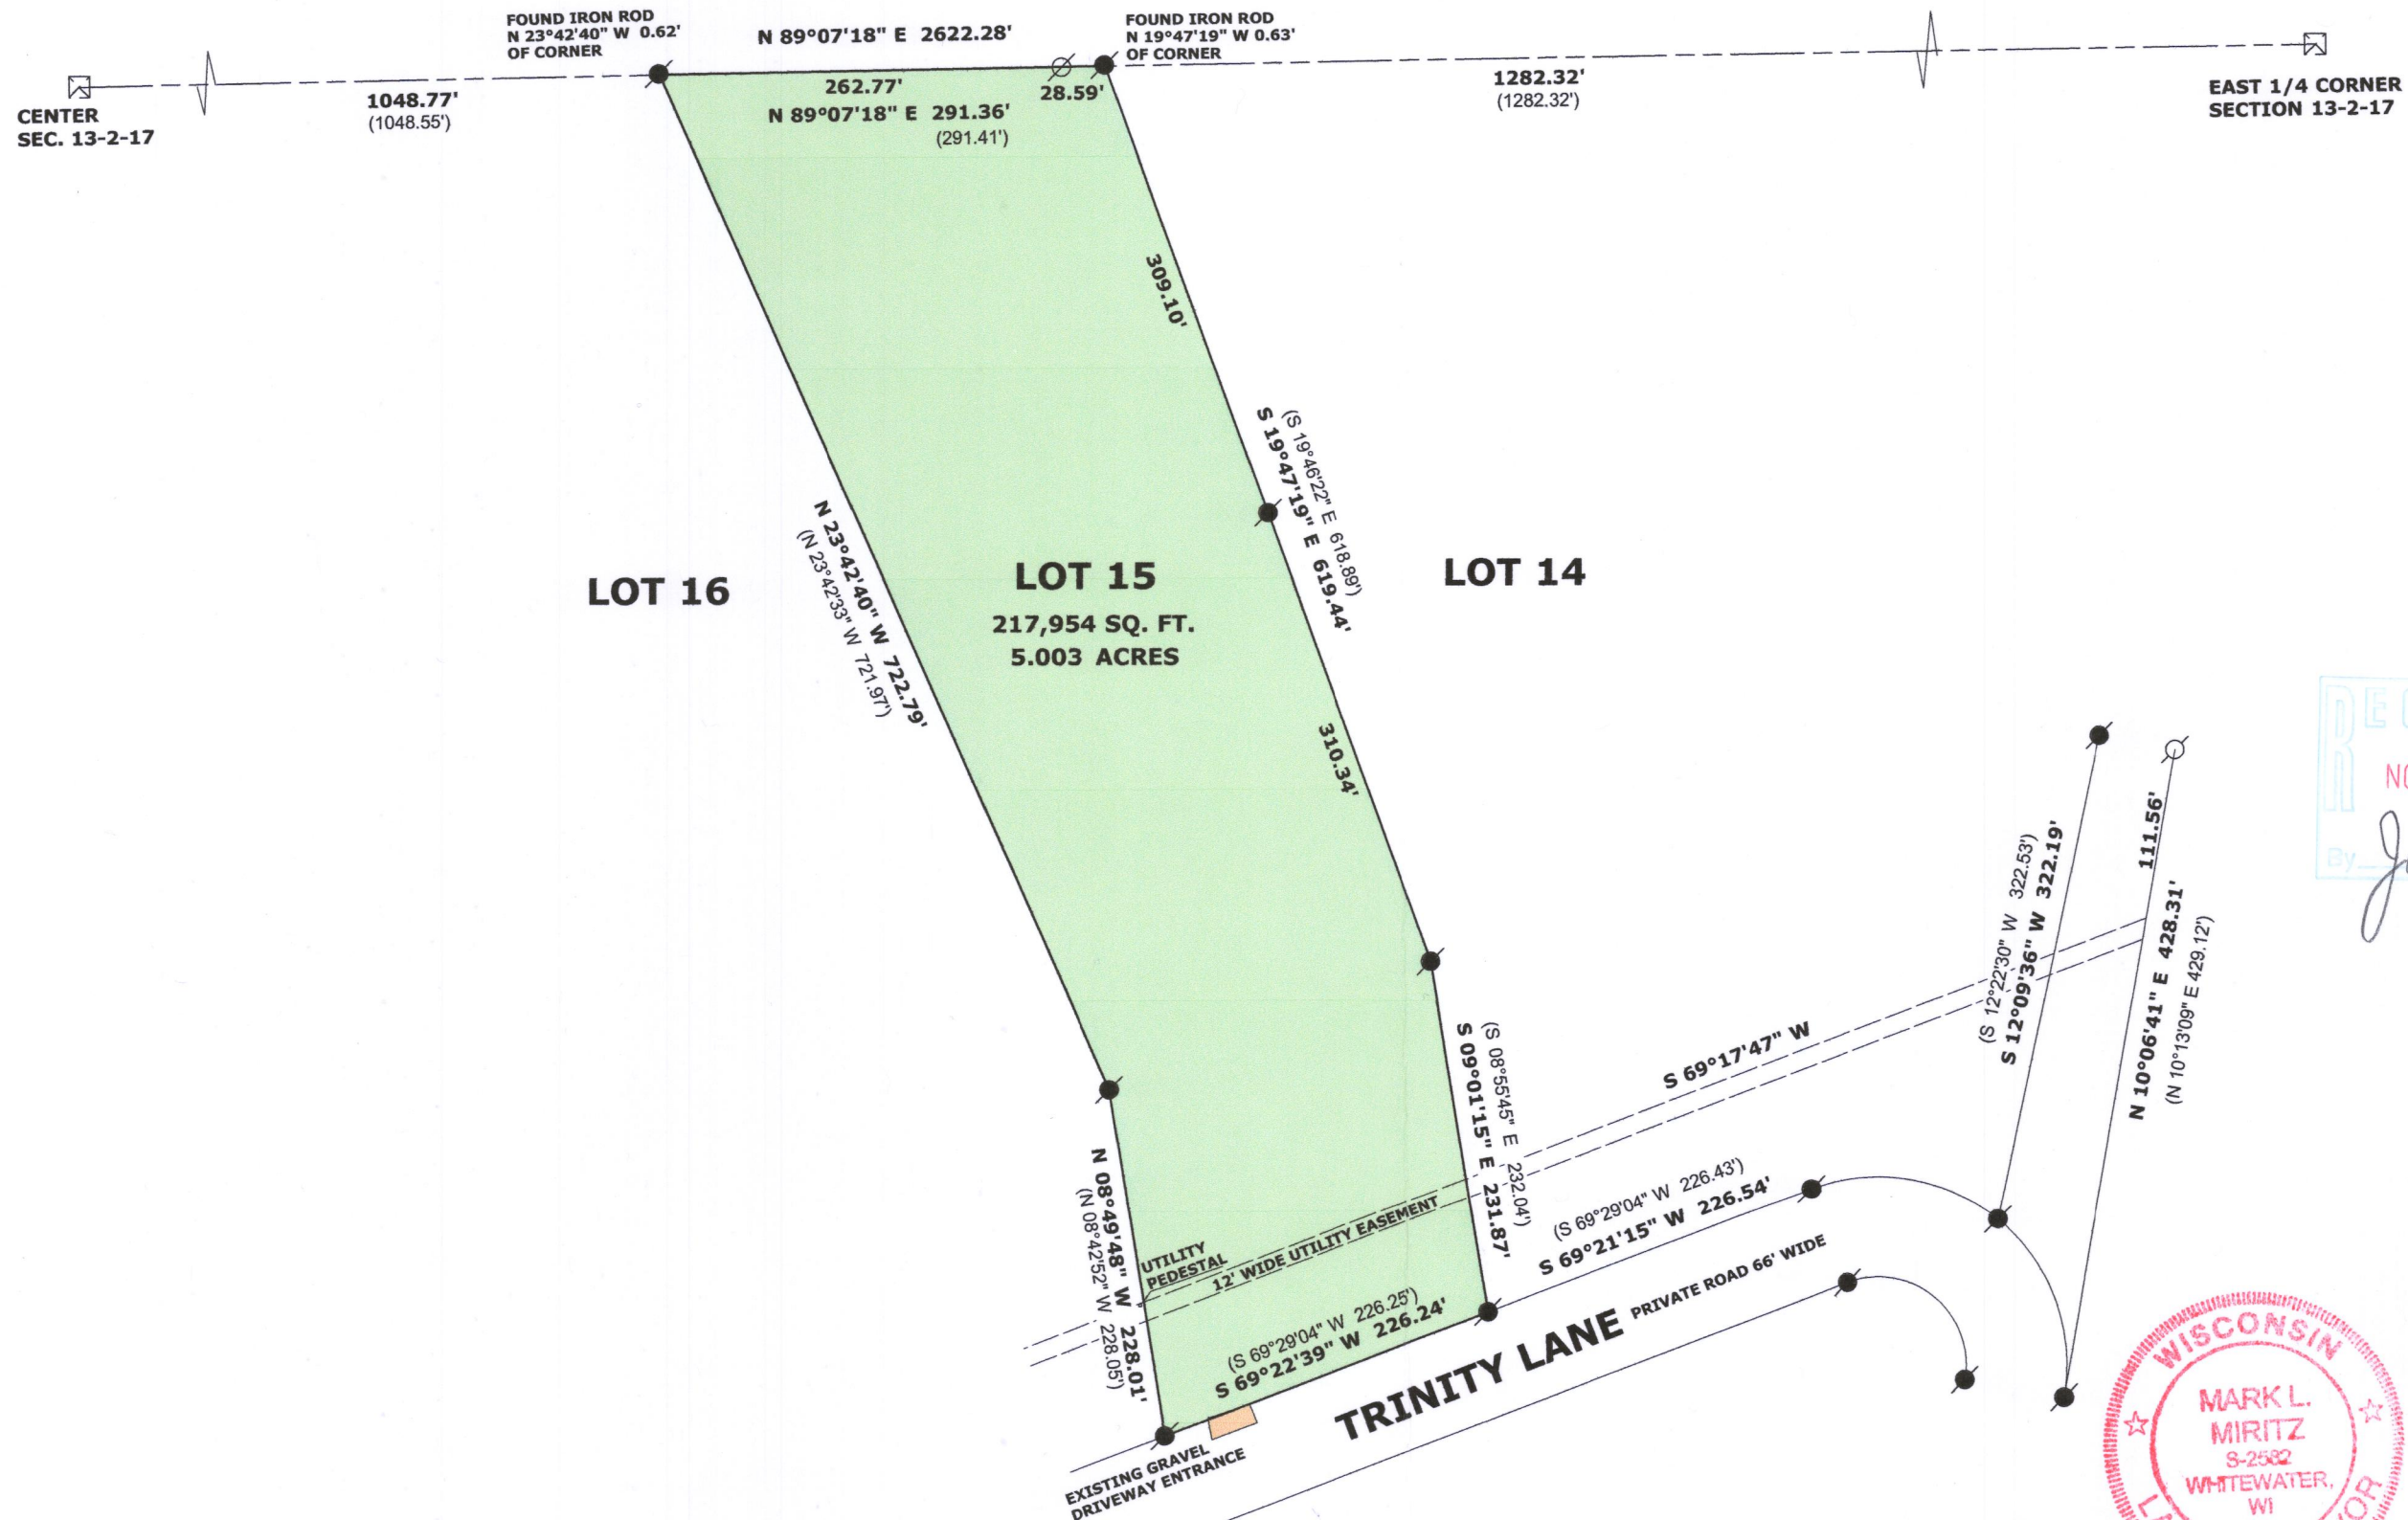 FOUND IRON ROD
N 23°42'40" W 0.62'
OF CORNER
N 89°07'18" E 2622.28'
FOUND IRON ROD
N 19°47'19" W 0.63'
OF CORNER
CENTER
SEC. 13-2-17
1048.77'
(1048.55')
262.77'
28.59'
N 89°07'18" E 291.36'
(291.41')
1282.32'
(1282.32')
EAST 1/4 CORNER
SECTION 13-2-17
309.10'
(S 19°46'22" E 618.89')
S 19°47'19" E 619.44'
310.34'
N 23°42'40" W 722.79'
(N 23°42'33" W 721.97')
LOT 16
LOT 15
217,954 SQ. FT.
5.003 ACRES
LOT 14
(S 08°55'45" E 232.04')
S 09°01'15" E 231.87'
N 08°49'48" W 228.01'
(N 08°42'52" W 228.05')
UTILITY
PEDESTAL
12' WIDE UTILITY EASEMENT
(S 69°29'04" W 226.25')
S 69°22'39" W 226.24'
S 69°17'47" W
(S 69°29'04" W 226.43')
S 69°21'15" W 226.54'
TRINITY LANE
PRIVATE ROAD 66' WIDE
EXISTING GRAVEL
DRIVEWAY ENTRANCE
(S 12°22'30" W 322.53')
S 12°09'36" W 322.19'
111.56'
N 10°06'41" E 428.31'
(N 10°13'09" E 429.12')
By
WISCONSIN
MARK L.
MIRITZ
S-2582
WHITEWATER,
WI